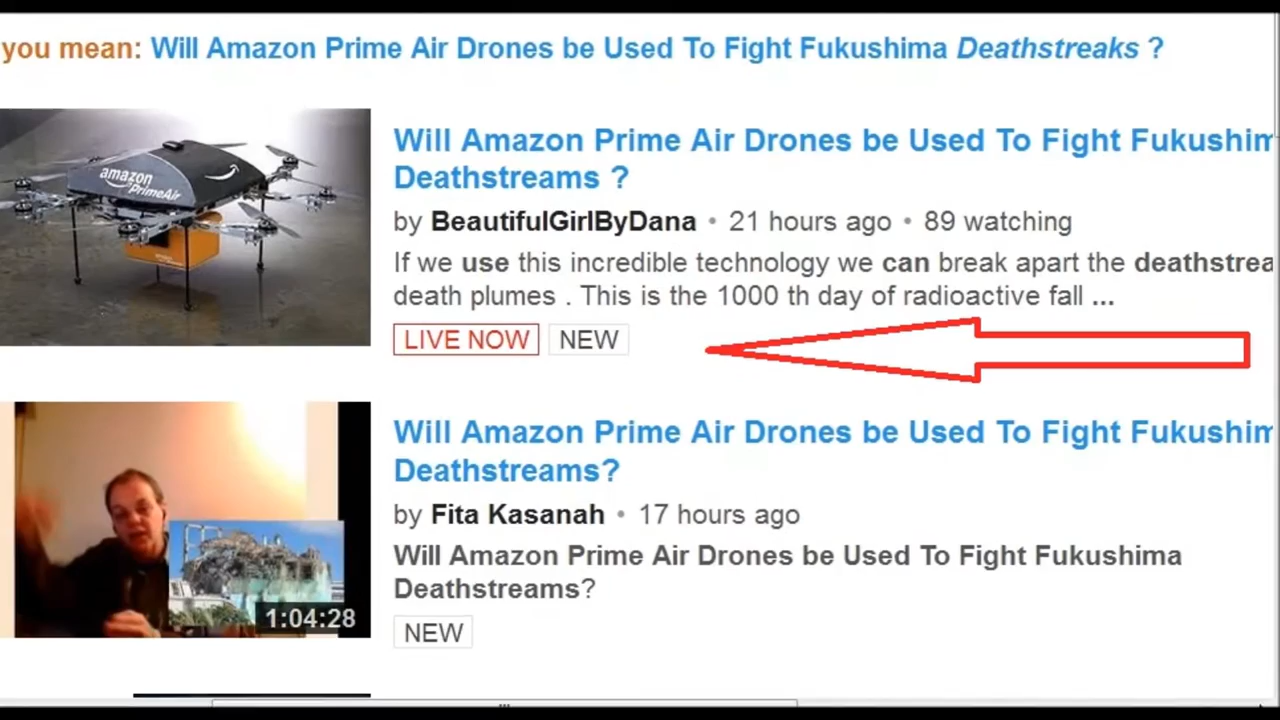 you mean: Will Amazon Prime Air Drones be Used To Fight Fukushima Deathstreaks ?
amazon
PrimeAir
Will Amazon Prime Air Drones be Used To Fight Fukushim
Deathstreams ?
by BeautifulGirlByDana • 21 hours ago • 89 watching
If we use this incredible technology we can break apart the deathstrea
death plumes . This is the 1000 th day of radioactive fall ...
LIVE NOW NEW
Will Amazon Prime Air Drones be Used To Fight Fukushim
Deathstreams?
by Fita Kasanah • 17 hours ago
Will Amazon Prime Air Drones be Used To Fight Fukushima
Deathstreams?
1:04:28
NEW